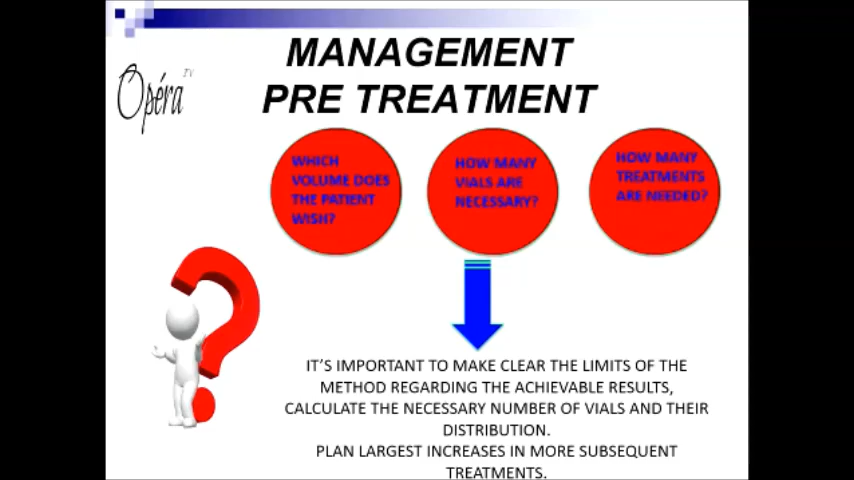 MANAGEMENT
PRE TREATMENT
Opéra TV
WHICH
VOLUME DOES
THE PATIENT
WISH?
HOW MANY
VIALS ARE
NECESSARY?
HOW MANY
TREATMENTS
ARE NEEDED?
IT'S IMPORTANT TO MAKE CLEAR THE LIMITS OF THE
METHOD REGARDING THE ACHIEVABLE RESULTS,
CALCULATE THE NECESSARY NUMBER OF VIALS AND THEIR
DISTRIBUTION.
PLAN LARGEST INCREASES IN MORE SUBSEQUENT
TREATMENTS.